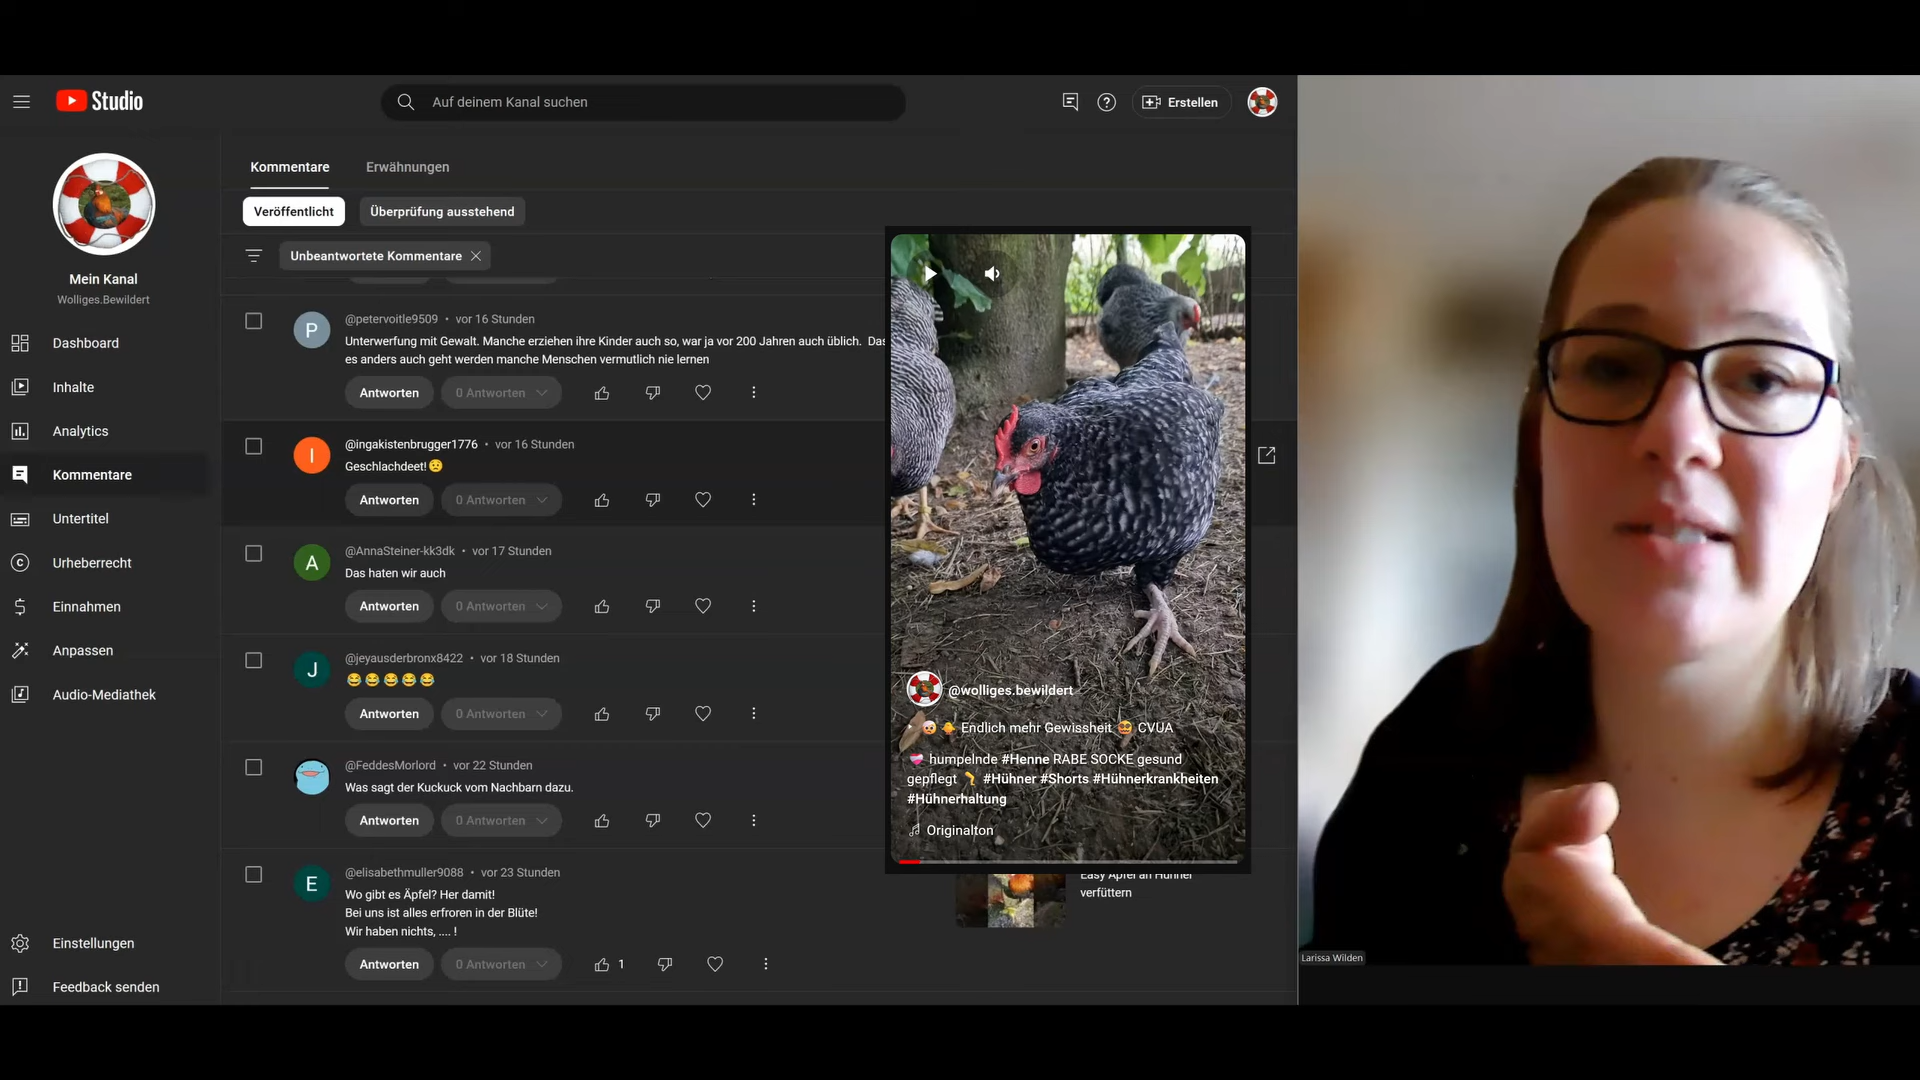 Studio
Auf deinem Kanal suchen
Erstellen
Mein Kanal
Wolliges.Bewildert
Dashboard
Inhalte
Analytics
Kommentare
Untertitel
Urheberrecht
Einnahmen
Anpassen
Audio-Mediathek
Einstellungen
Feedback senden
Kommentare
Erwähnungen
Veröffentlicht
Überprüfung ausstehend
Unbeantwortete Kommentare
P
@petervoitle9509 • vor 16 Stunden
Unterwerfung mit Gewalt. Manche erziehen ihre Kinder auch so, war ja vor 200 Jahren auch üblich.
es anders auch geht werden manche Menschen vermutlich nie lernen
Antworten
0 Antworten
I
@ingakistenbrugger1776 • vor 16 Stunden
Geschlachdeet!😟
Antworten
0 Antworten
A
@AnnaSteiner-kk3dk • vor 17 Stunden
Das haten wir auch
Antworten
0 Antworten
J
@jeyausderbronx8422 • vor 18 Stunden
😂😂😂😂😂
Antworten
0 Antworten
@FeddesMorlord • vor 22 Stunden
Was sagt der Kuckuck vom Nachbarn dazu.
Antworten
0 Antworten
E
@elisabethmuller9088 • vor 23 Stunden
Wo gibt es Äpfel? Her damit!
Bei uns ist alles erfroren in der Blüte!
Wir haben nichts, .... !
Antworten
0 Antworten
1
@wolliges.bewildert
Endlich mehr Gewissheit CVUA
humpelnde #Henne RABE SOCKE gesund
gepflegt #Hühner #Shorts #Hühnerkrankheiten
#Hühnerhaltung
Originalton
Easy Äpfel an Hühner
verfüttern
Larissa Wilden